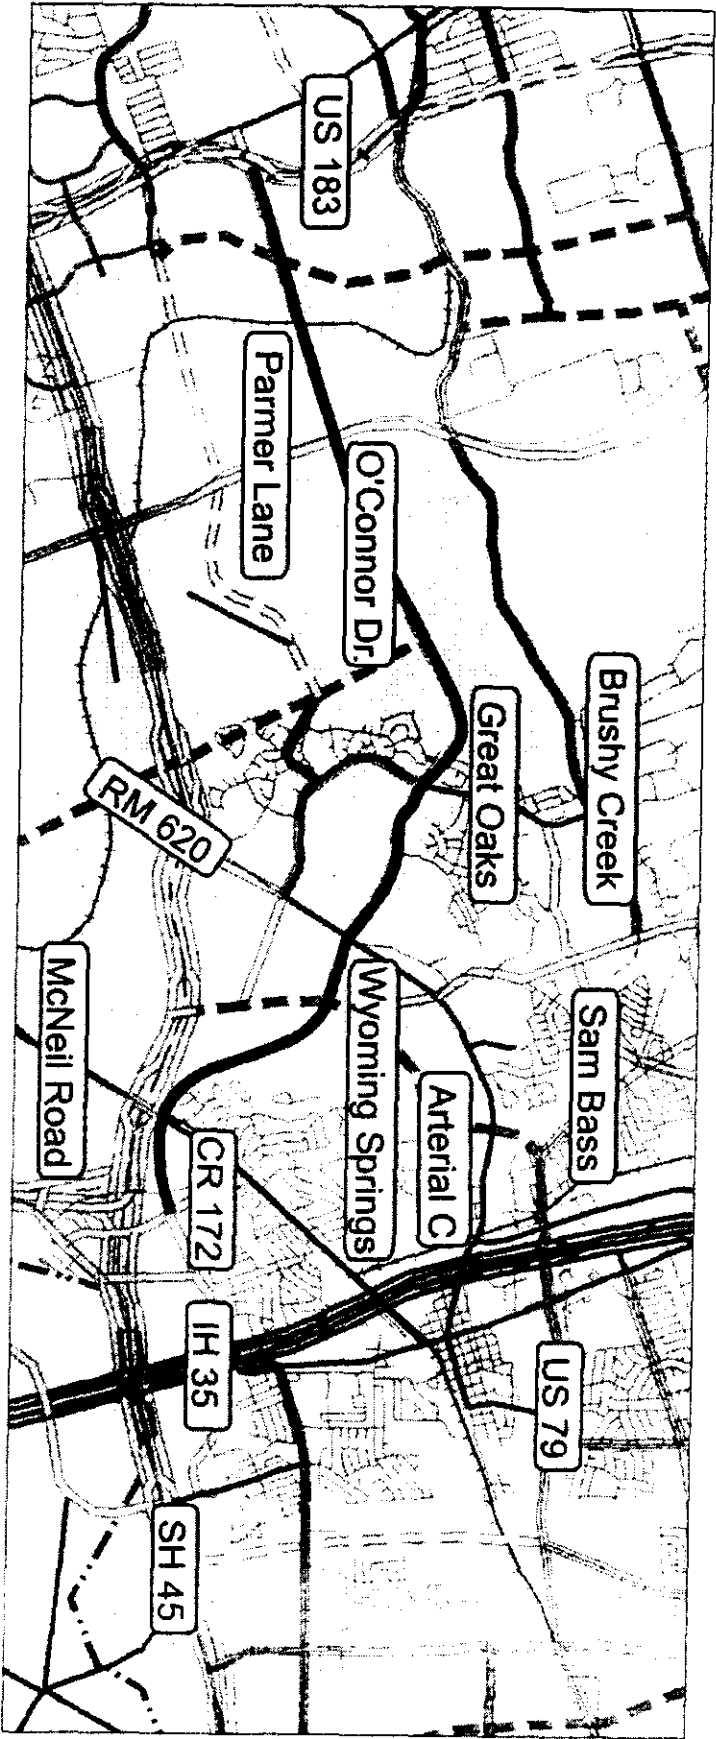 US 183
Parmer Lane
O'Connor Dr.
Brushy Creek
Great Oaks
RM 620
Sam Bass
Wyoming Springs
Arterial C
McNeil Road
CR 172
IH 35
US 79
SH 45